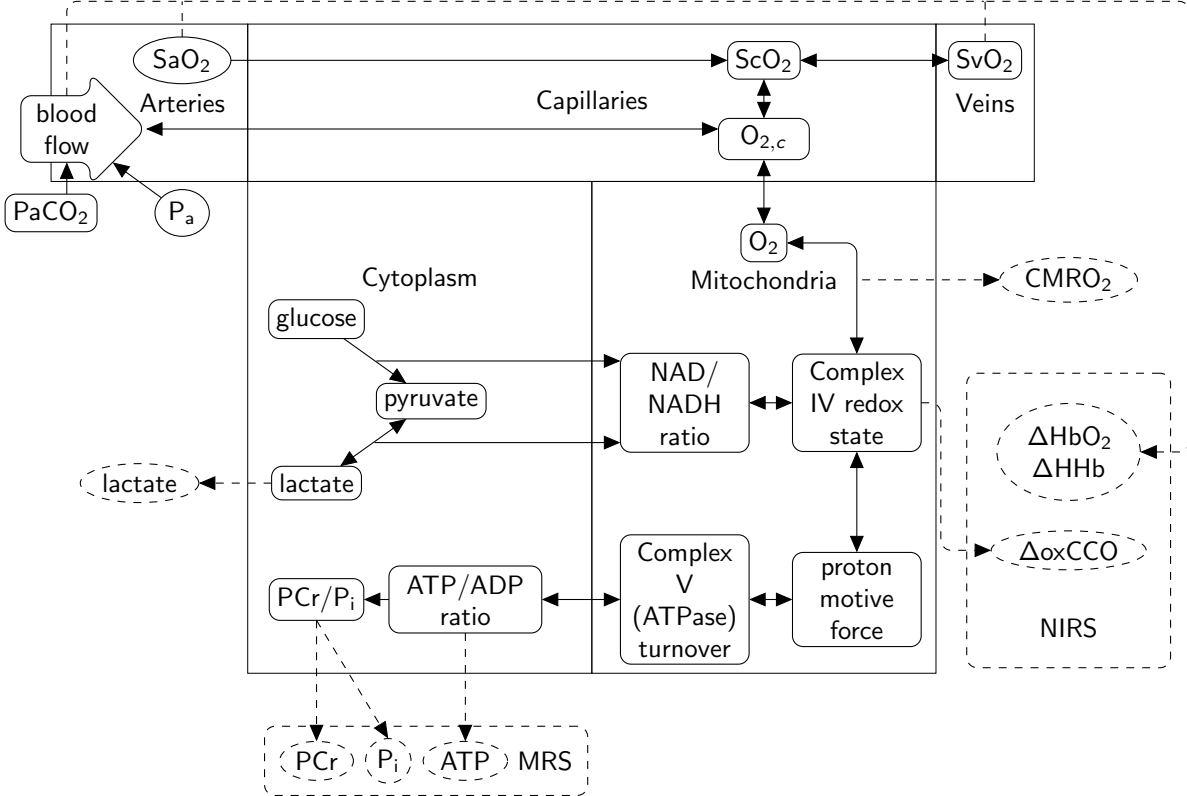 SaO₂
ScO₂
SvO₂
blood
flow
Arteries
Capillaries
Veins
O₂,c
PaCO₂
Pₐ
O₂
Cytoplasm
Mitochondria
CMRO₂
glucose
NAD/
NADH
ratio
Complex
IV redox
state
pyruvate
ΔHbO₂
ΔHHb
lactate
lactate
ΔoxCCO
Complex
V
(ATPase)
turnover
proton
motive
force
PCr/Pᵢ
ATP/ADP
ratio
NIRS
PCr
Pᵢ
ATP
MRS